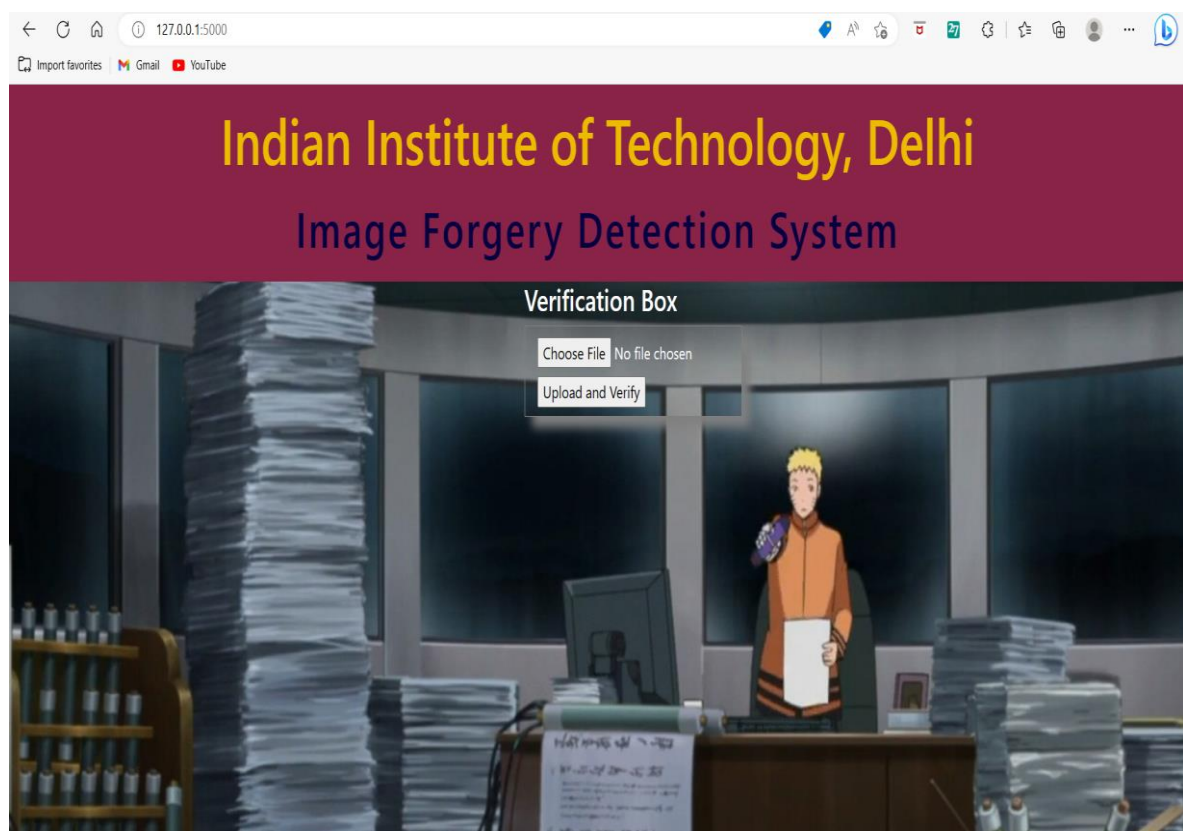 127.0.0.1:5000
27
Import favorites
Gmail
YouTube
Indian Institute of Technology, Delhi
Image Forgery Detection System
Verification Box
Choose File No file chosen
Upload and Verify